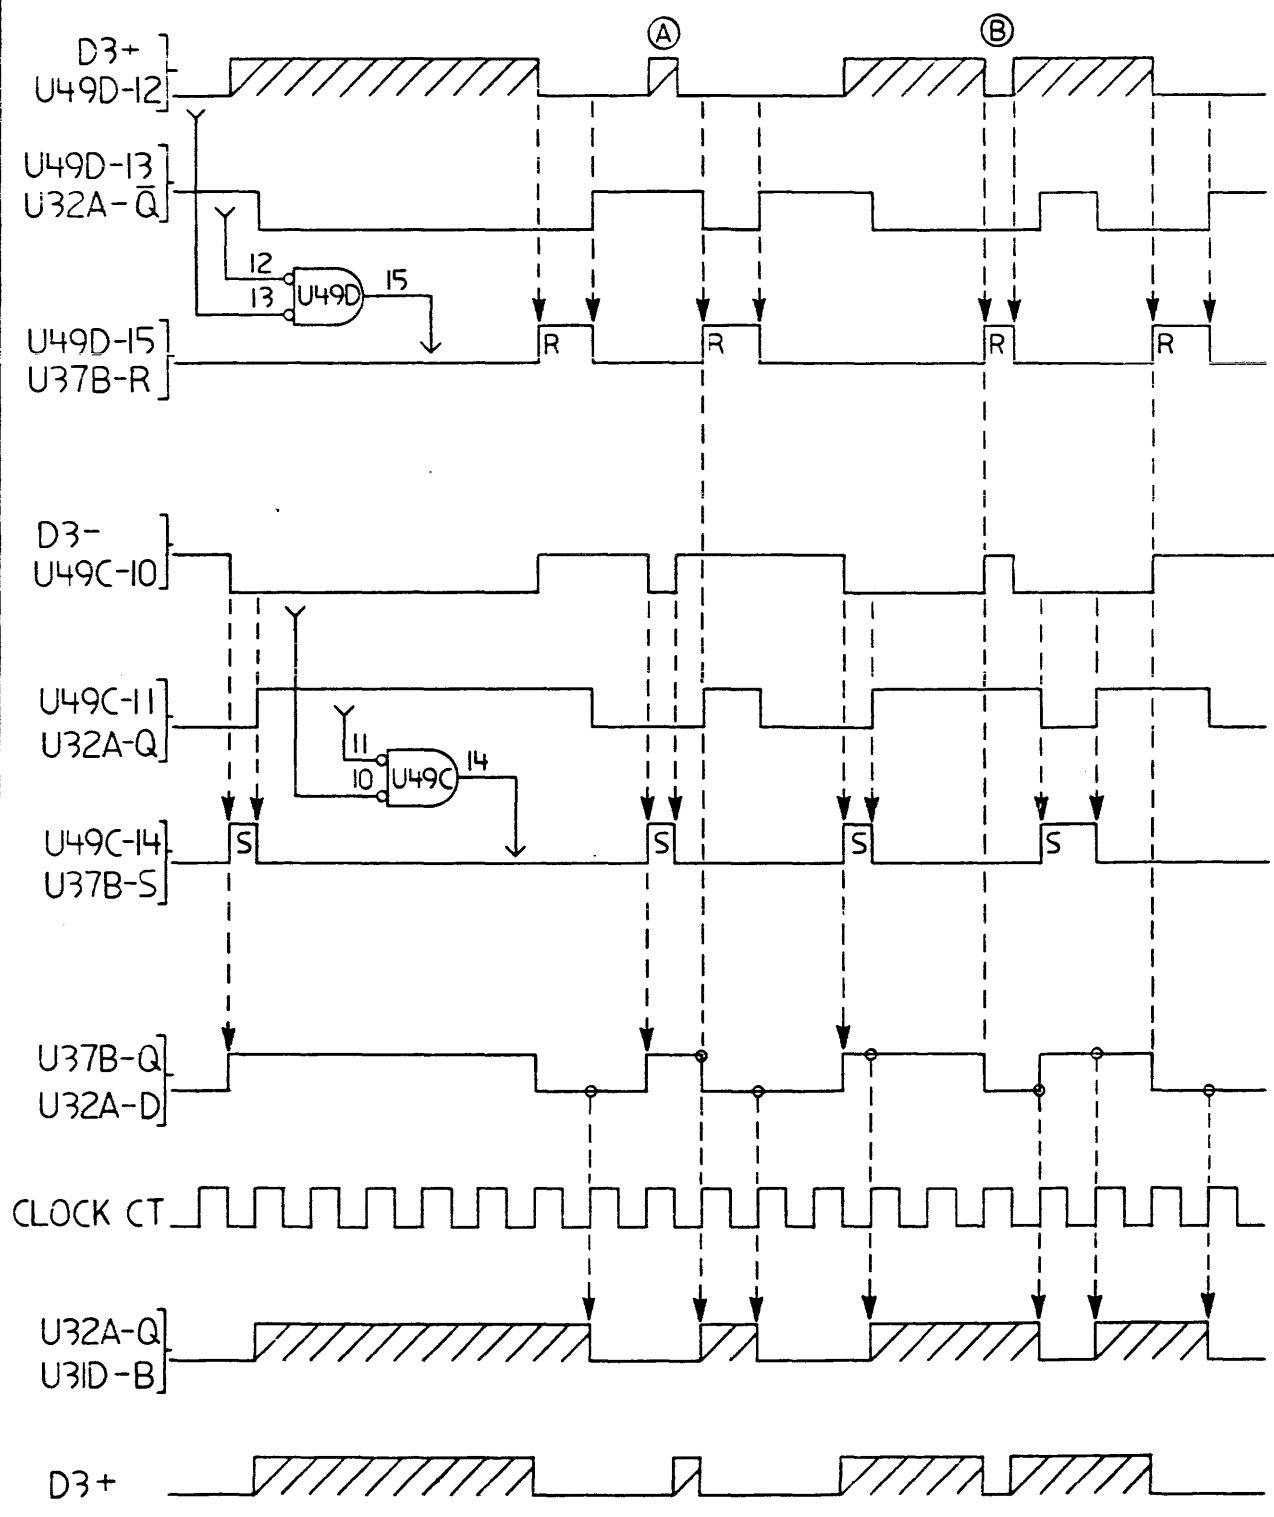 A
B
D3+
U49D-12
U49D-13
U32A-Q̅
12
13
U49D
15
U49D-15
U37B-R
R
R
R
R
D3-
U49C-10
U49C-11
U32A-Q
11
10
U49C
14
U49C-14
U37B-S
S
S
S
S
U37B-Q
U32A-D
CLOCK CT
U32A-Q
U31D-B
D3+